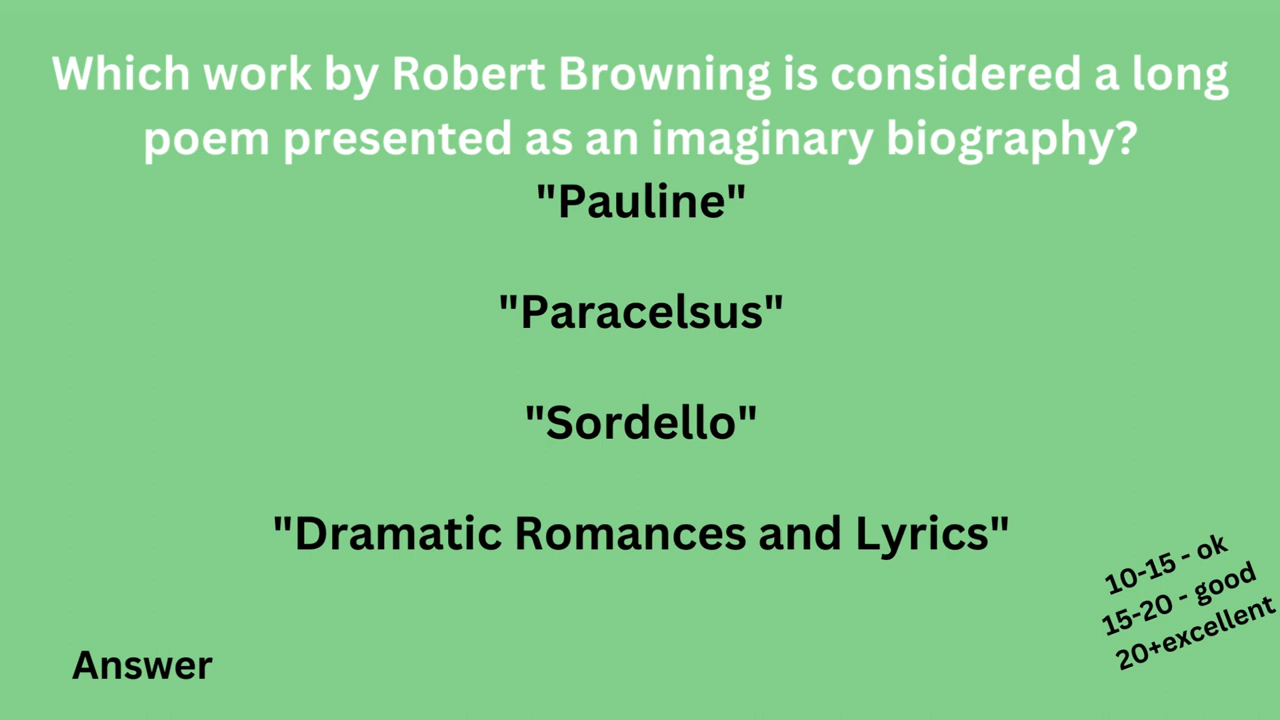 Which work by Robert Browning is considered a long
poem presented as an imaginary biography?
"Pauline"
"Paracelsus"
"Sordello"
"Dramatic Romances and Lyrics"
10-15 - ok
15-20 - good
20+excellent
Answer